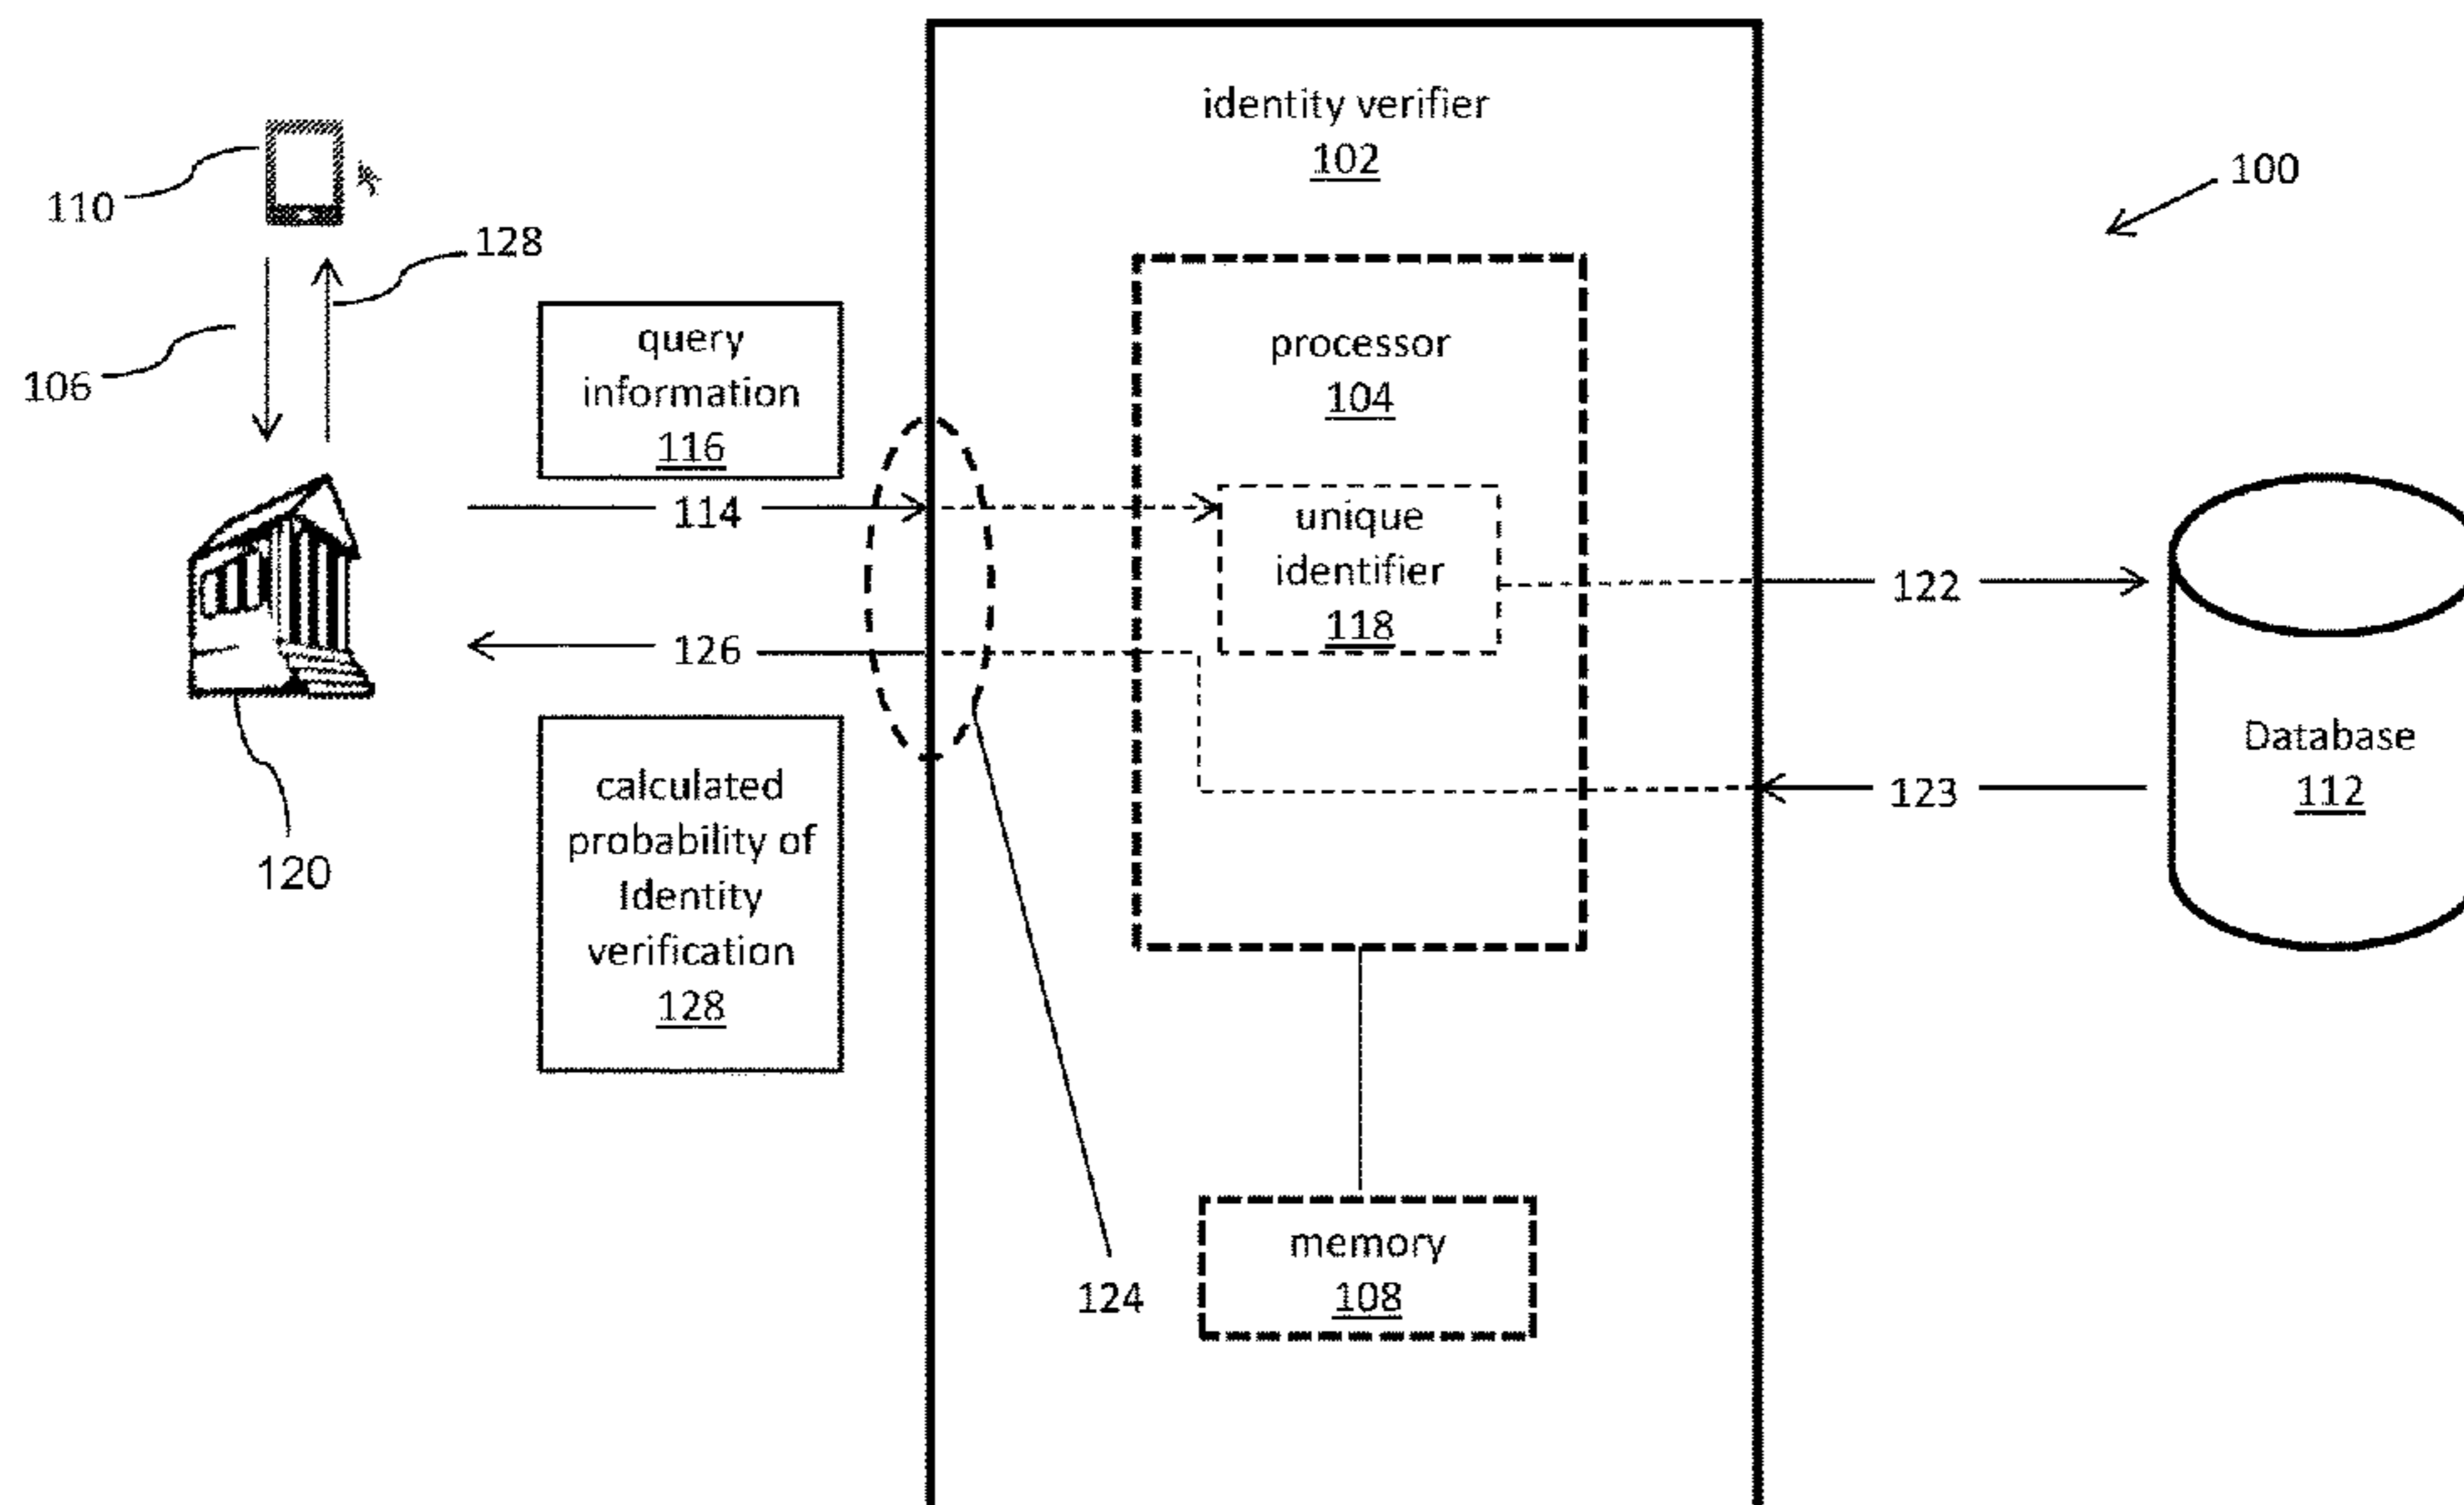 identity verifier
102
100
110
128
106
query
information
116
processor
104
114
unique
identifier
118
122
126
123
Database
112
calculated
probability of
Identity
verification
128
120
124
memory
108